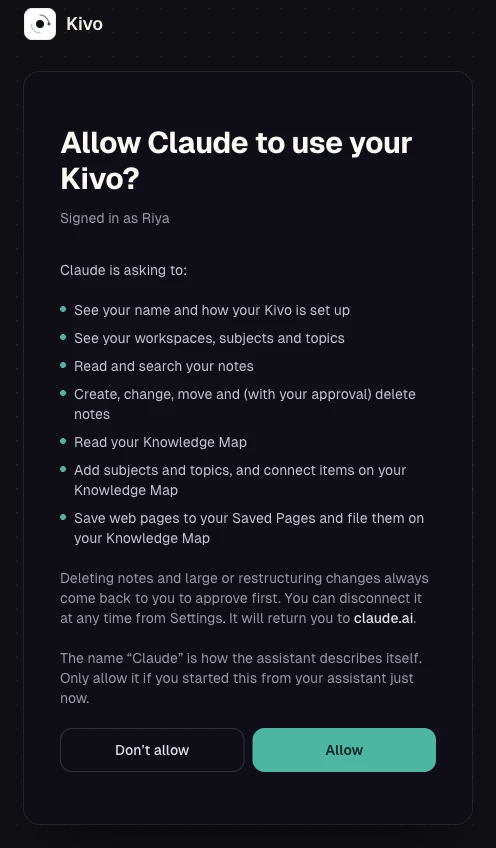 Kivo
Allow Claude to use your
Kivo?
Signed in as Riya
Claude is asking to:
See your name and how your Kivo is set up
See your workspaces, subjects and topics
Read and search your notes
Create, change, move and (with your approval) delete
notes
Read your Knowledge Map
Add subjects and topics, and connect items on your
Knowledge Map
Save web pages to your Saved Pages and file them on
your Knowledge Map
Deleting notes and large or restructuring changes always
come back to you to approve first. You can disconnect it
at any time from Settings. It will return you to claude.ai.
The name “Claude” is how the assistant describes itself.
Only allow it if you started this from your assistant just
now.
Don’t allow
Allow